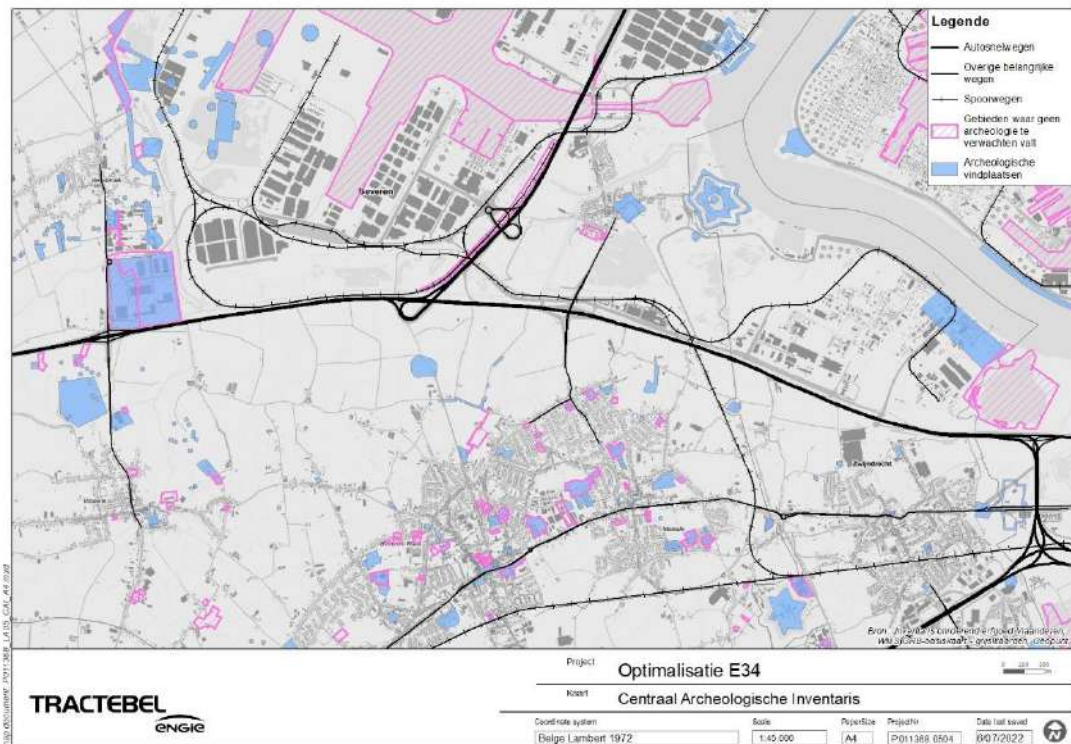 Legende
Autosnelwegen
Overige belangrijke
wegen
Spoorwegen
Gebieden waar geen
archeologie te
verwachten valt
Archeologische
vindplaatsen
Beveren
Zwijndrecht
Project
Optimalisatie E34
Kaart
Centraal Archeologische Inventaris
TRACTEBEL
ENGIE
Coordinate system
Scale
PaperSize
ProjectNr
Date last saved
Belge Lambert 1972
1:45.000
A4
P011368.0504
6/07/2022